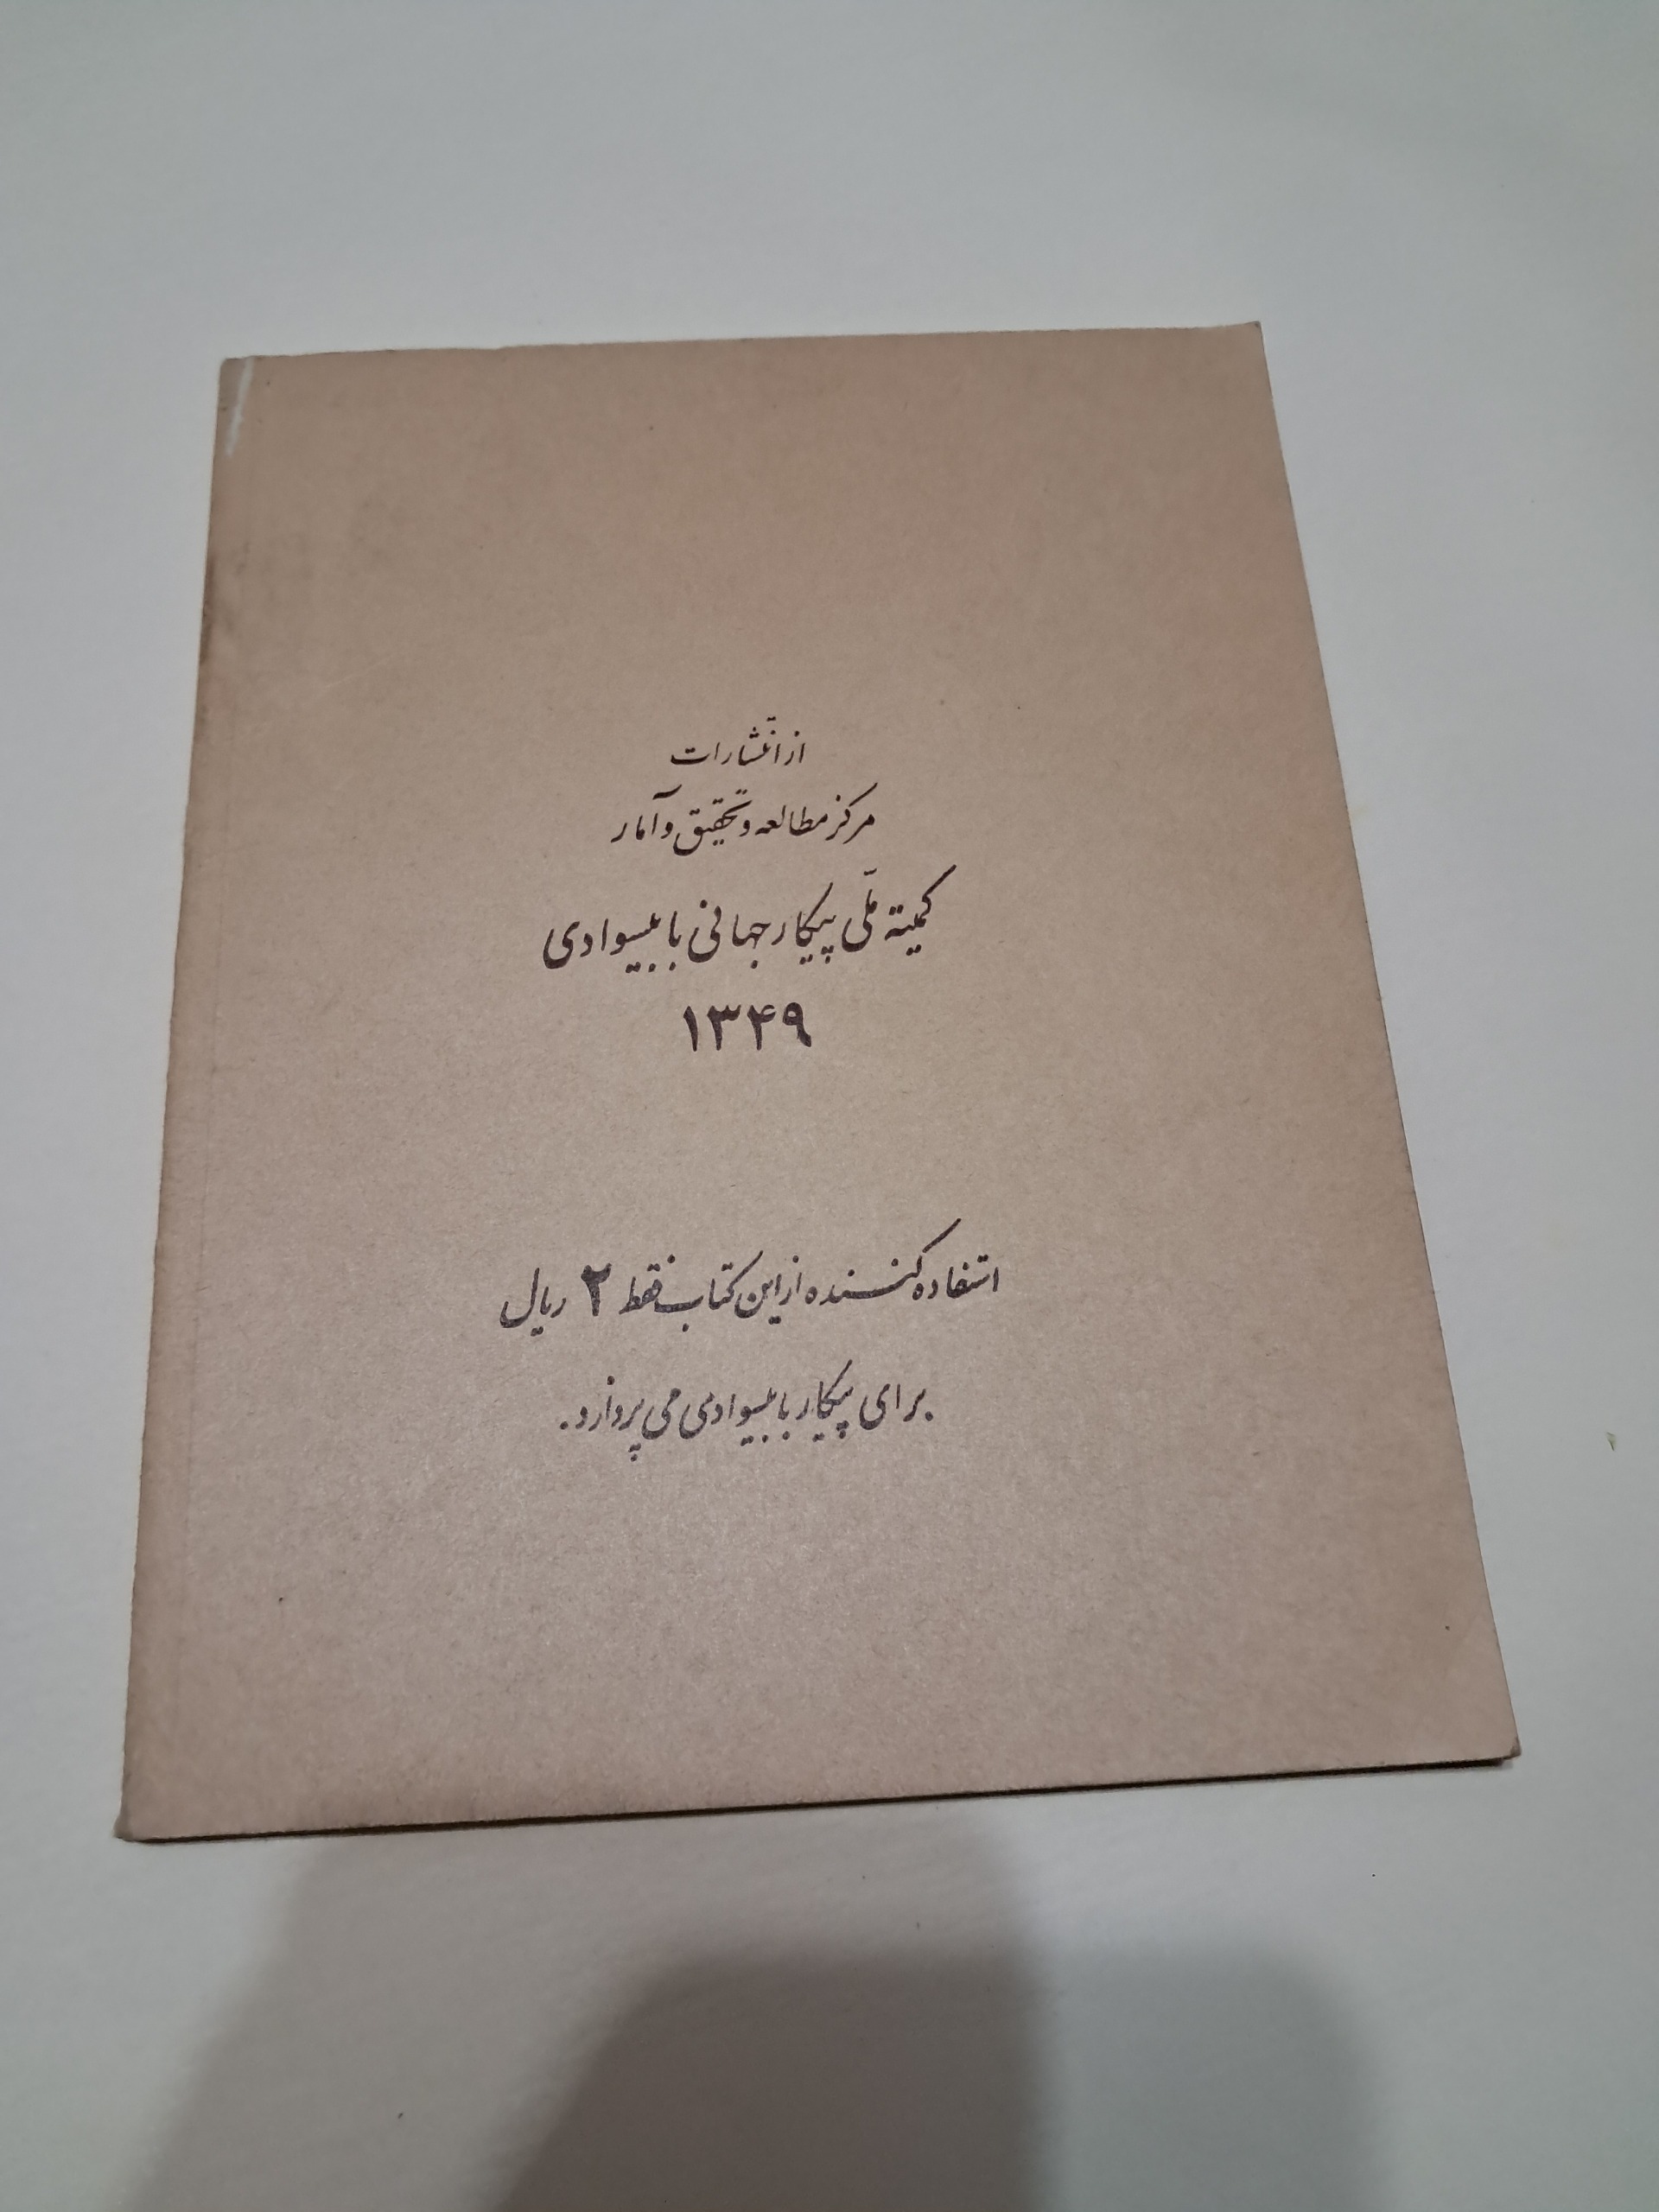 از انتشارات
مرکز مطالعه و تحقیق و آمار
کمیته ملّی پیکار جهانی با بیسوادی
۱۳۴۹
استفاده کننده از این کتاب فقط ۲ ریال
برای پیکار با بیسوادی می پردازد.